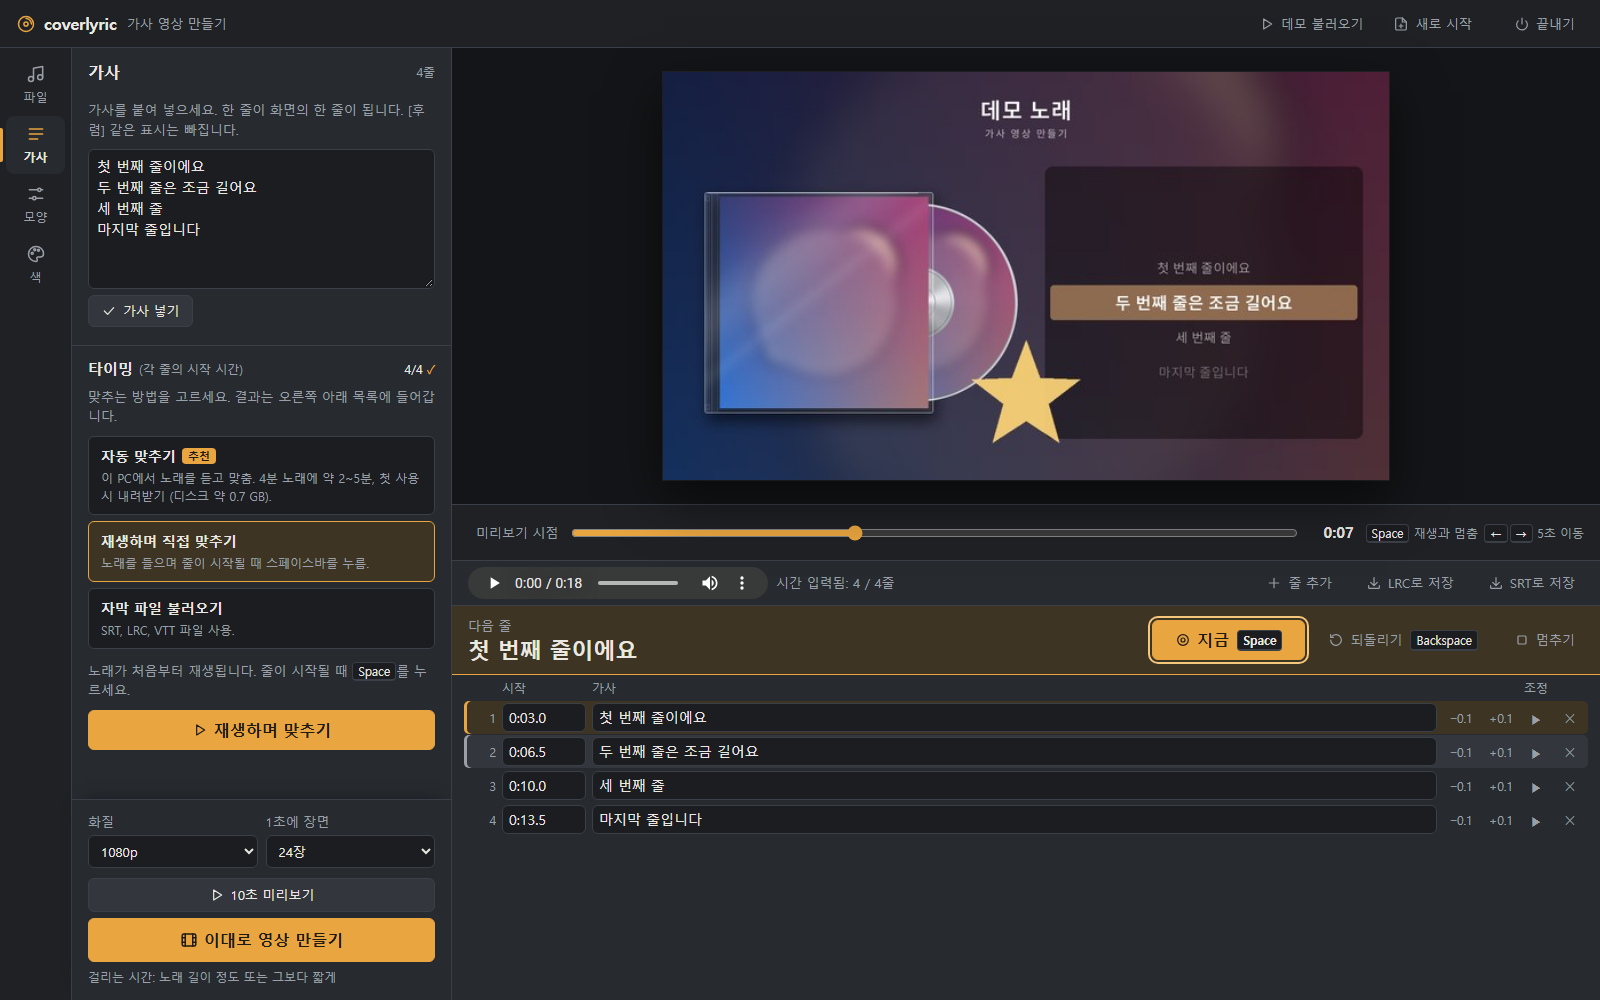 coverlyric 가사 영상 만들기
데모 불러오기
새로 시작
끝내기
파일
가사
모양
색
가사
4줄
가사를 붙여 넣으세요. 한 줄이 화면의 한 줄이 됩니다. [후
렴] 같은 표시는 빠집니다.
첫 번째 줄이에요
두 번째 줄은 조금 길어요
세 번째 줄
마지막 줄입니다
가사 넣기
타이밍 (각 줄의 시작 시간)
4/4 ✓
맞추는 방법을 고르세요. 결과는 오른쪽 아래 목록에 들어갑
니다.
자동 맞추기 추천
이 PC에서 노래를 듣고 맞춤. 4분 노래에 약 2~5분, 첫 사용
시 내려받기 (디스크 약 0.7 GB).
재생하며 직접 맞추기
노래를 들으며 줄이 시작될 때 스페이스바를 누름.
자막 파일 불러오기
SRT, LRC, VTT 파일 사용.
노래가 처음부터 재생됩니다. 줄이 시작될 때 Space 를 누
르세요.
재생하며 맞추기
화질
1초에 장면
1080p
24장
10초 미리보기
이대로 영상 만들기
걸리는 시간: 노래 길이 정도 또는 그보다 짧게
데모 노래
가사 영상 만들기
첫 번째 줄이에요
두 번째 줄은 조금 길어요
세 번째 줄
마지막 줄입니다
미리보기 시점
0:07
Space 재생과 멈춤 ← → 5초 이동
0:00 / 0:18
시간 입력됨: 4 / 4줄
줄 추가
LRC로 저장
SRT로 저장
다음 줄
첫 번째 줄이에요
지금 Space
되돌리기 Backspace
멈추기
시작 가사 조정
1 0:03.0 첫 번째 줄이에요 −0.1 +0.1
2 0:06.5 두 번째 줄은 조금 길어요 −0.1 +0.1
3 0:10.0 세 번째 줄 −0.1 +0.1
4 0:13.5 마지막 줄입니다 −0.1 +0.1